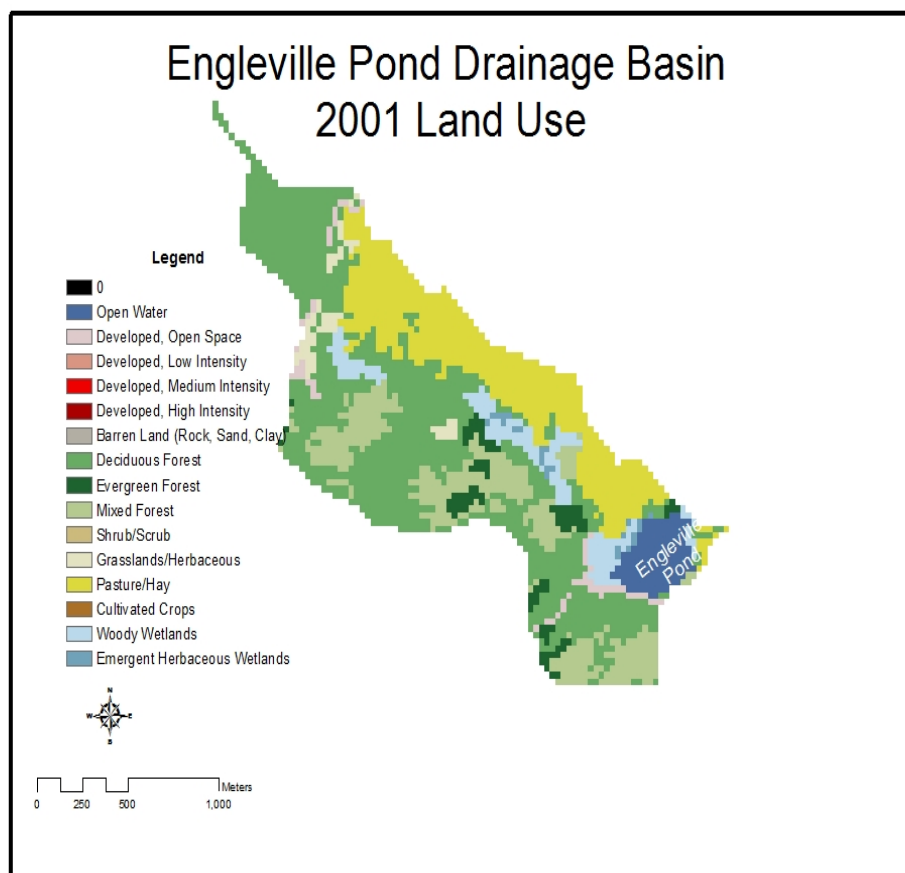 Engleville Pond Drainage Basin
2001 Land Use
Legend
0
Open Water
Developed, Open Space
Developed, Low Intensity
Developed, Medium Intensity
Developed, High Intensity
Barren Land (Rock, Sand, Clay)
Deciduous Forest
Evergreen Forest
Mixed Forest
Shrub/Scrub
Grasslands/Herbaceous
Pasture/Hay
Cultivated Crops
Woody Wetlands
Emergent Herbaceous Wetlands
Engleville
Pond
N
W E
S
Meters
0 250 500 1,000